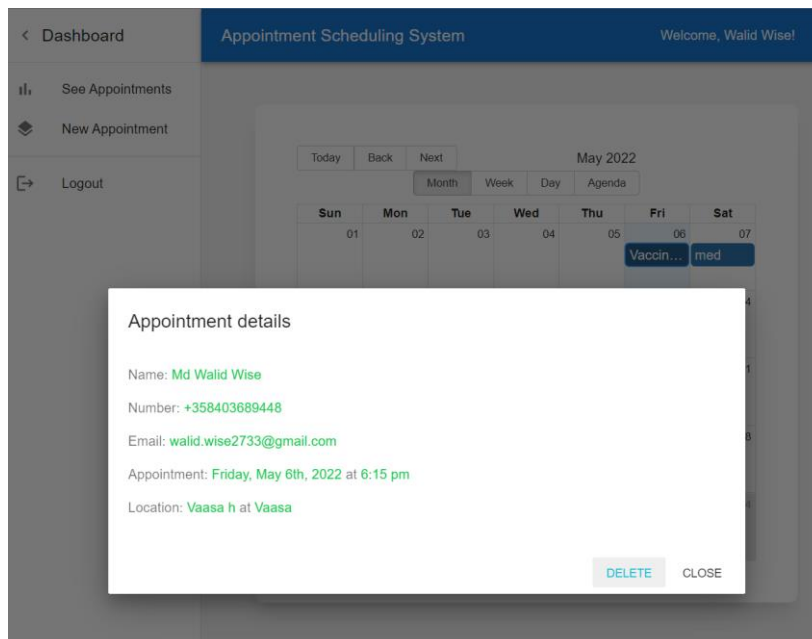 Dashboard
Appointment Scheduling System
Welcome, Walid Wise!
See Appointments
New Appointment
Logout
Today Back Next
May 2022
Month Week Day Agenda
Sun Mon Tue Wed Thu Fri Sat
01 02 03 04 05 06 07
Vaccin... med
4
Appointment details
1
Name: Md Walid Wise
Number: +358403689448
Email: walid.wise2733@gmail.com
8
Appointment: Friday, May 6th, 2022 at 6:15 pm
Location: Vaasa h at Vaasa
DELETE CLOSE